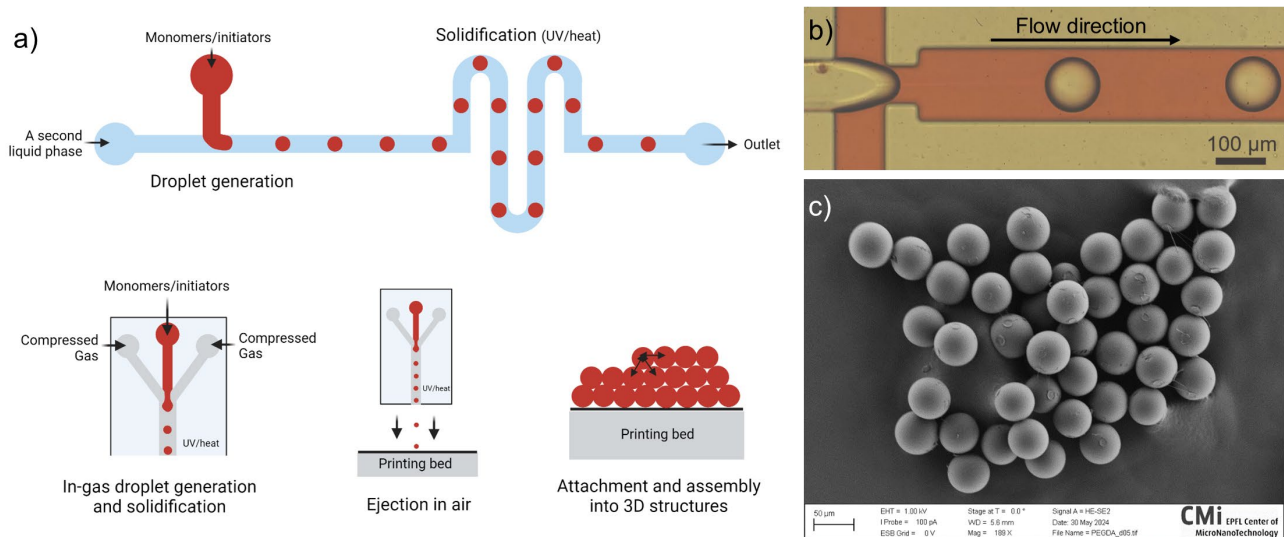 a)
Monomers/initiators
Solidification (UV/heat)
A second
liquid phase
Outlet
Droplet generation
Monomers/initiators
Compressed
Gas
Compressed
Gas
UV/heat
In-gas droplet generation
and solidification
UV/heat
Printing bed
Ejection in air
Printing bed
Attachment and assembly
into 3D structures
b)
Flow direction
100 µm
c)
50 µm
EHT = 1.00 kV
I Probe = 100 pA
ESB Grid = 0 V
Stage at T = 0.0°
WD = 5.6 mm
Mag = 189 X
Signal A = HE-SE2
Date: 30 May 2024
File Name = PEGDA_d05.tif
CMi EPFL Center of
MicroNanoTechnology